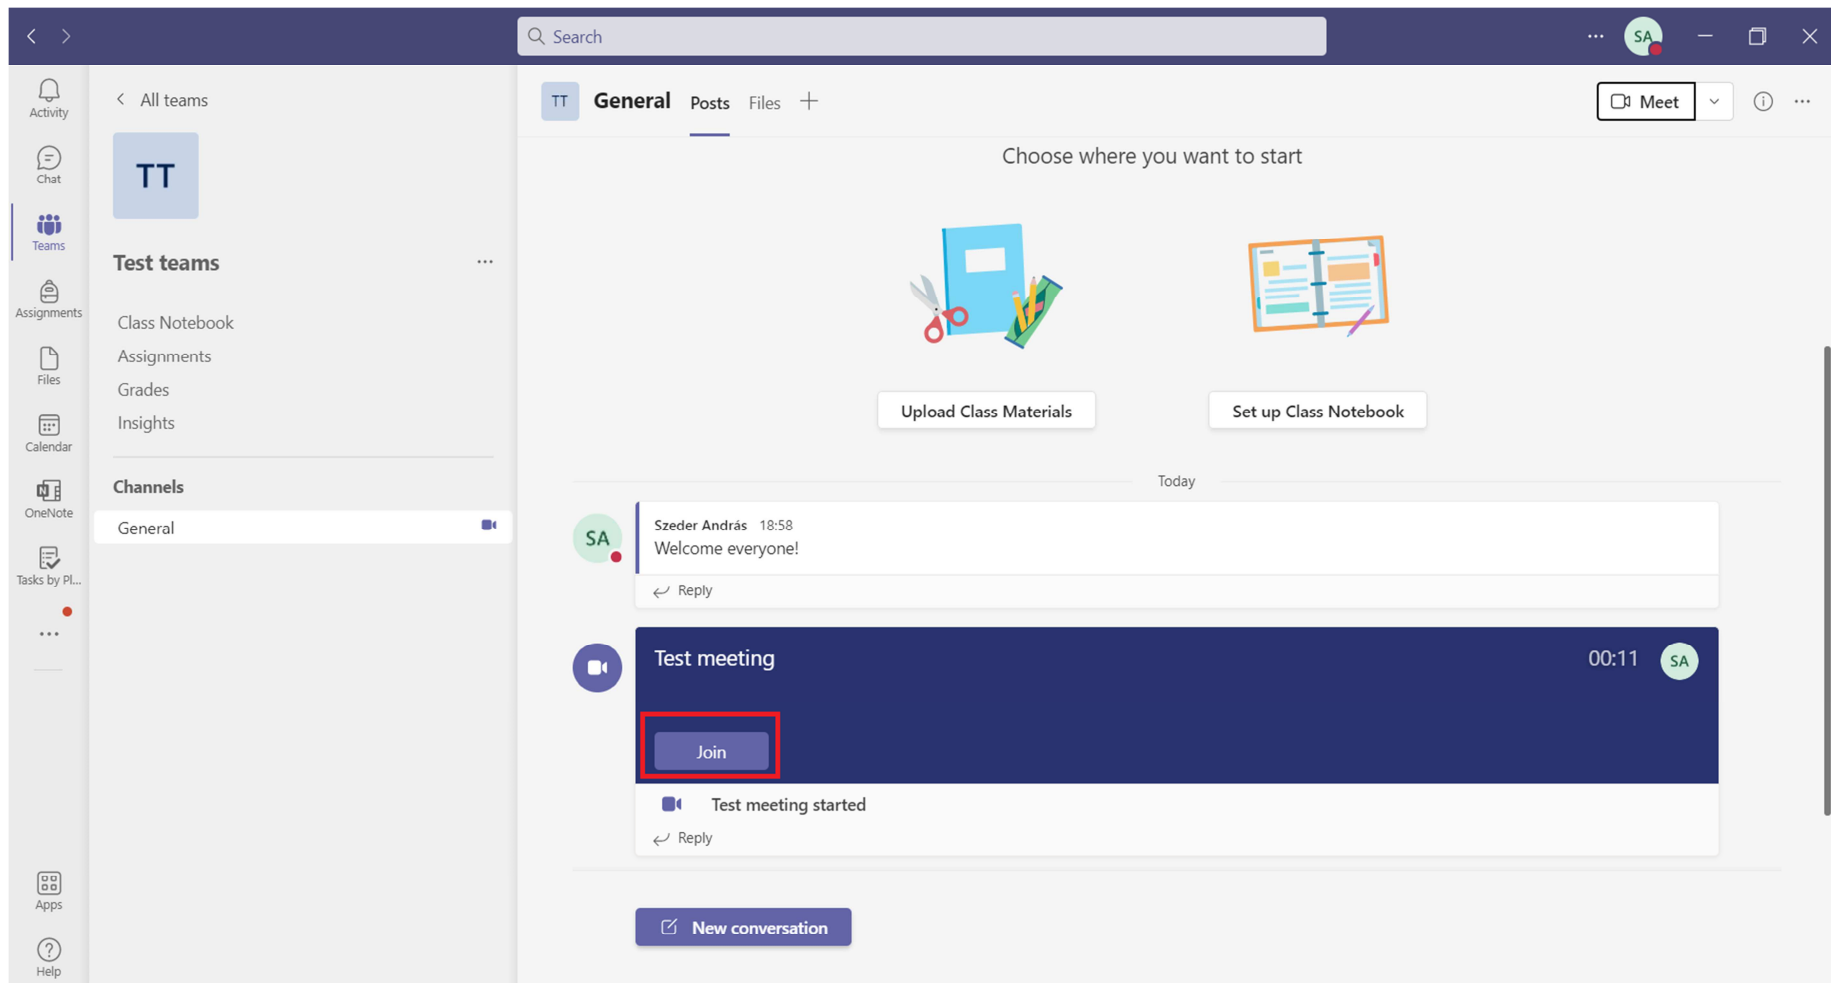 Search
SA
Activity
Chat
Teams
Assignments
Files
Calendar
OneNote
Tasks by Pl...
Apps
Help
All teams
TT
Test teams
Class Notebook
Assignments
Grades
Insights
Channels
General
TT General Posts Files
Meet
Choose where you want to start
Upload Class Materials
Set up Class Notebook
Today
SA
Szeder András 18:58
Welcome everyone!
Reply
Test meeting
00:11 SA
Join
Test meeting started
Reply
New conversation